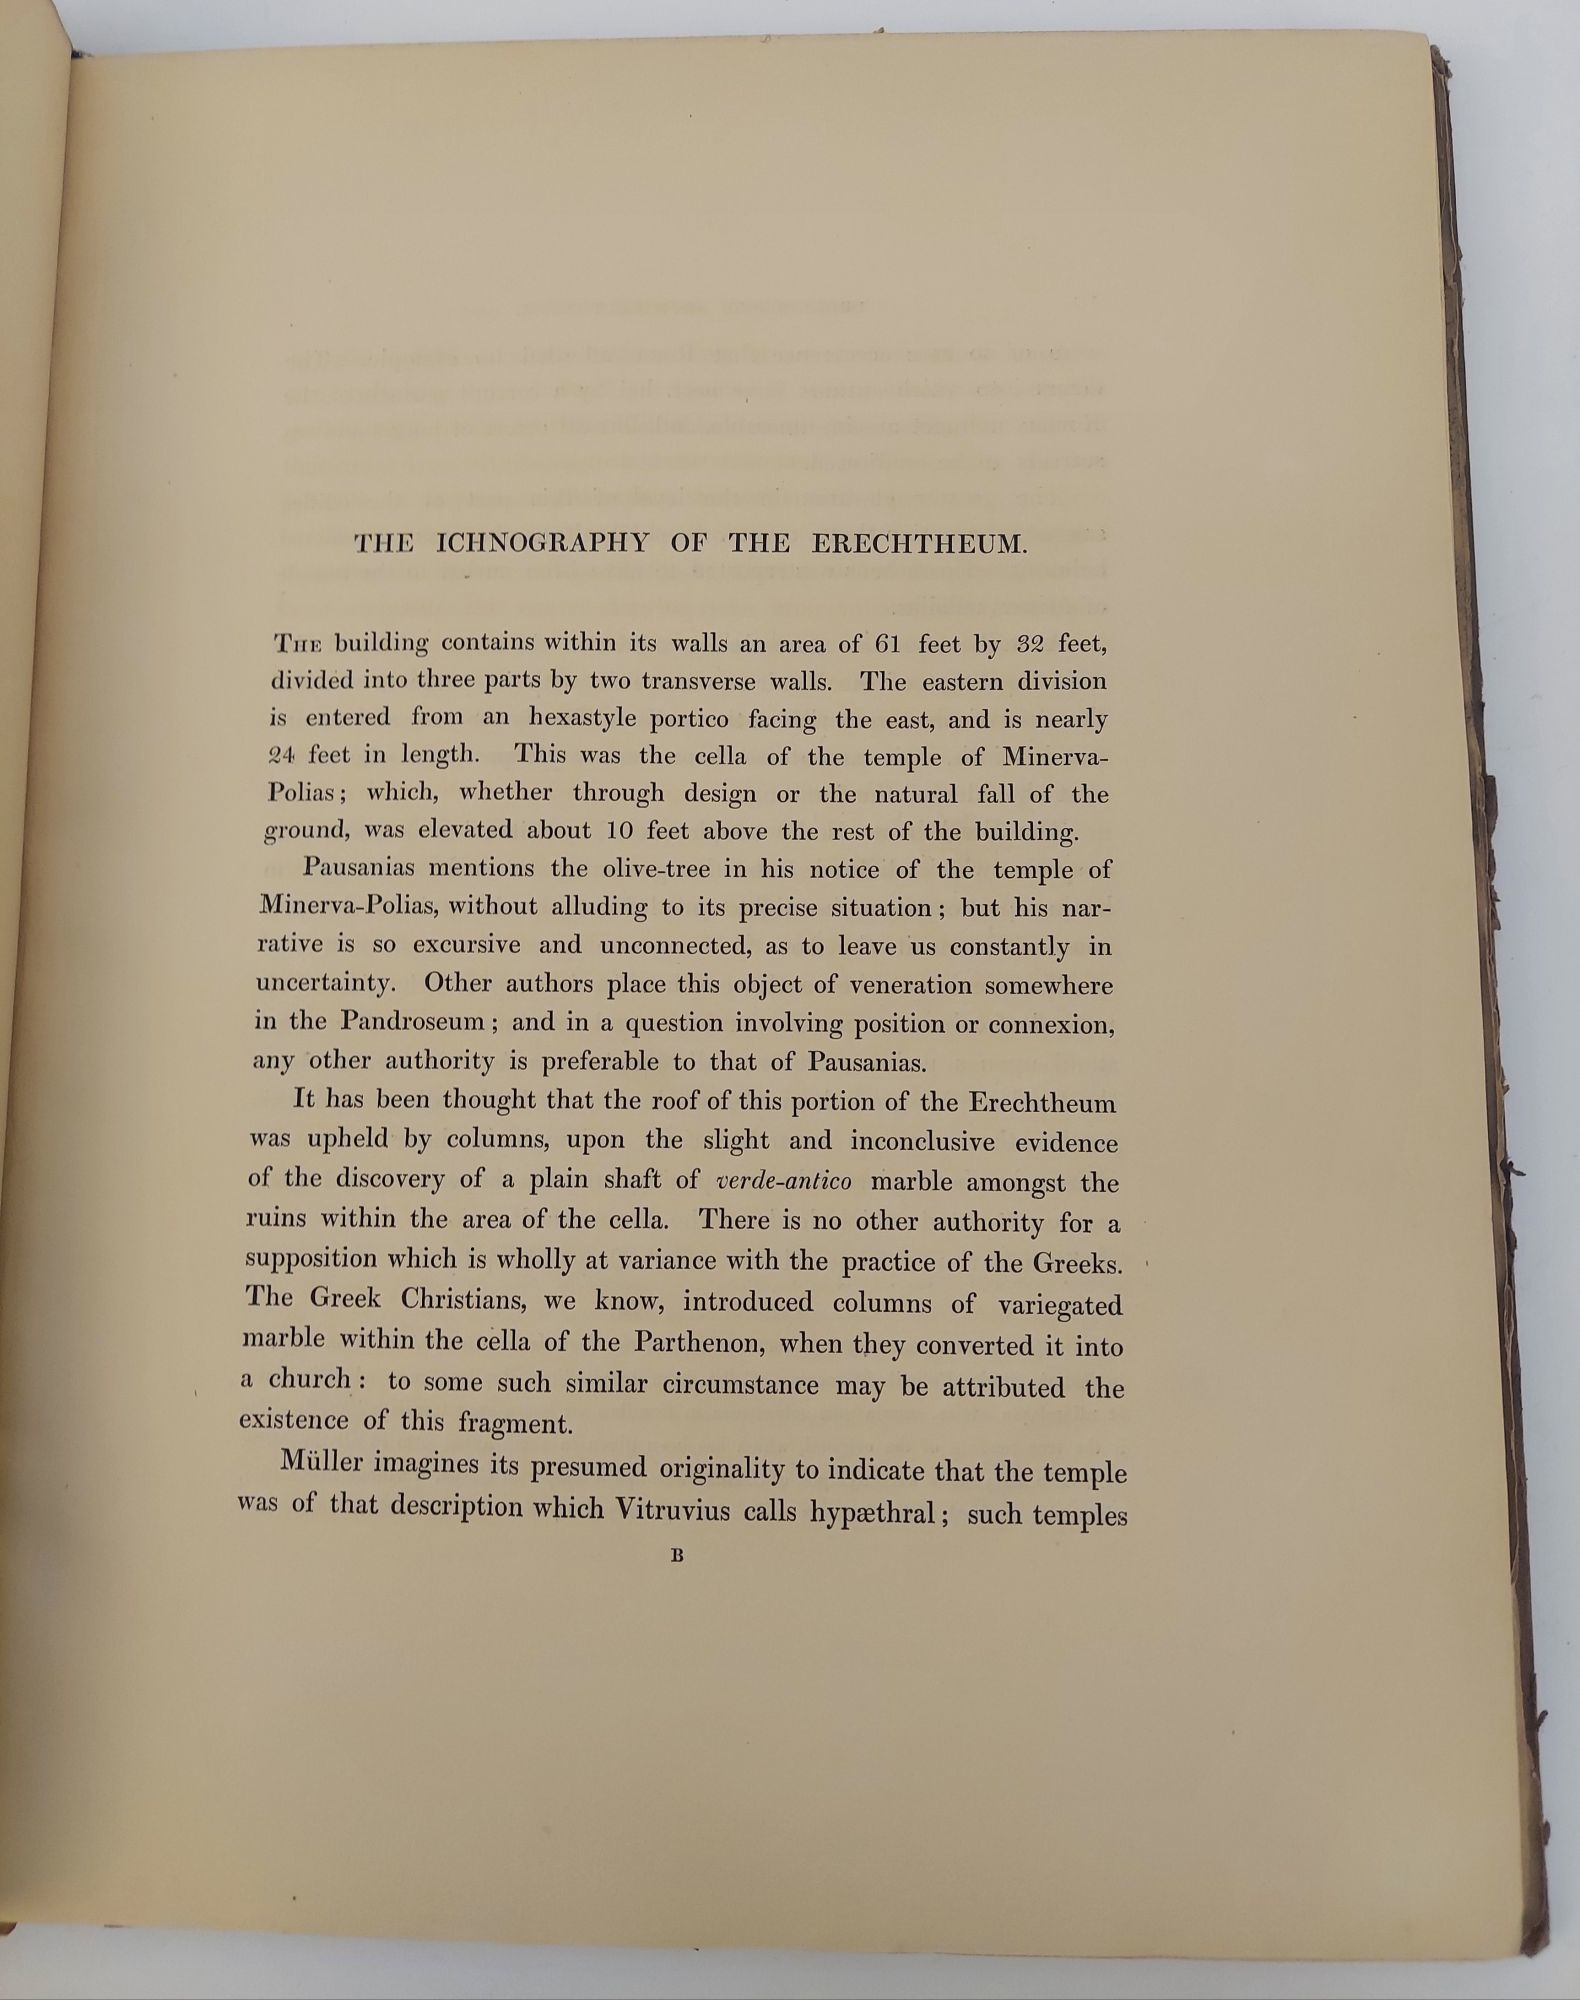 THE ICHNOGRAPHY OF THE ERECHTHEUM.
THE building contains within its walls an area of 61 feet by 32 feet,
divided into three parts by two transverse walls. The eastern division
is entered from an hexastyle portico facing the east, and is nearly
24 feet in length. This was the cella of the temple of Minerva-
Polias; which, whether through design or the natural fall of the
ground, was elevated about 10 feet above the rest of the building.
Pausanias mentions the olive-tree in his notice of the temple of
Minerva-Polias, without alluding to its precise situation; but his nar-
rative is so excursive and unconnected, as to leave us constantly in
uncertainty. Other authors place this object of veneration somewhere
in the Pandroseum; and in a question involving position or connexion,
any other authority is preferable to that of Pausanias.
It has been thought that the roof of this portion of the Erechtheum
was upheld by columns, upon the slight and inconclusive evidence
of the discovery of a plain shaft of verde-antico marble amongst the
ruins within the area of the cella. There is no other authority for a
supposition which is wholly at variance with the practice of the Greeks.
The Greek Christians, we know, introduced columns of variegated
marble within the cella of the Parthenon, when they converted it into
a church: to some such similar circumstance may be attributed the
existence of this fragment.
Müller imagines its presumed originality to indicate that the temple
was of that description which Vitruvius calls hypæthral; such temples
B